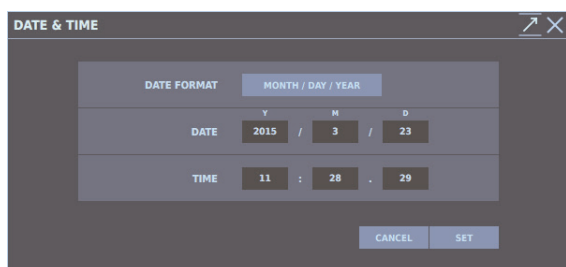 DATE & TIME
DATE FORMAT MONTH / DAY / YEAR
Y M D
DATE 2015 / 3 / 23
TIME 11 : 28 . 29
CANCEL SET